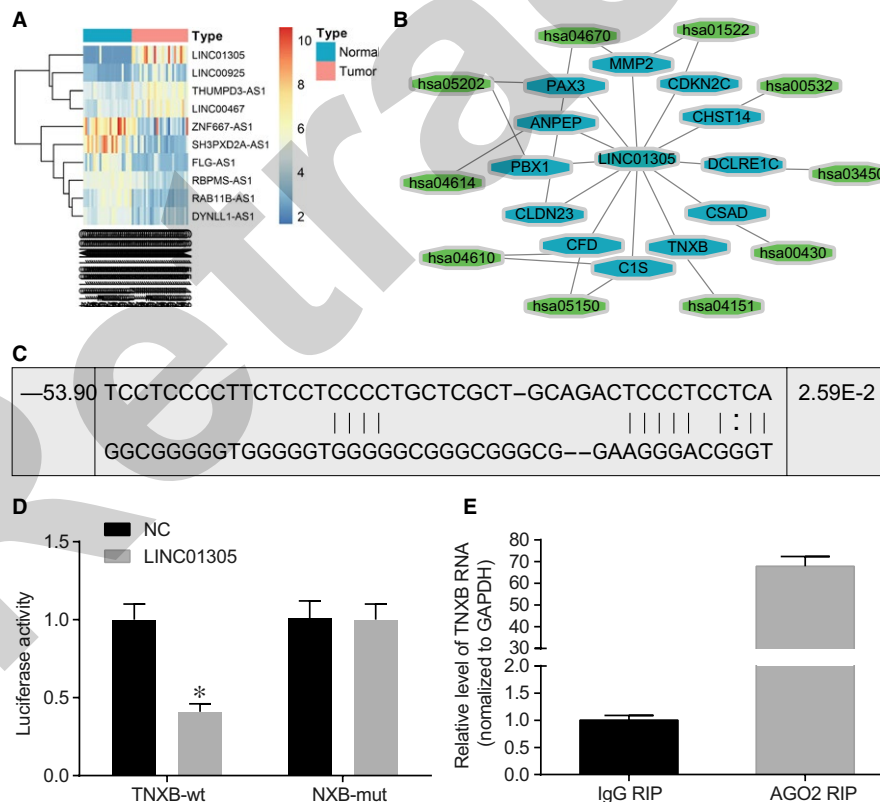 A
Type
Normal
Tumor
10
8
6
4
2
Type
LINC01305
LINC00925
THUMPD3-AS1
LINC00467
ZNF667-AS1
SH3PXD2A-AS1
FLG-AS1
RBPMS-AS1
RAB11B-AS1
DYNLL1-AS1
B
hsa04670
hsa01522
MMP2
hsa05202
PAX3
CDKN2C
hsa00532
ANPEP
CHST14
LINC01305
PBX1
DCLRE1C
hsa03450
hsa04614
CLDN23
CSAD
CFD
TNXB
hsa00430
hsa04610
C1S
hsa05150
hsa04151
C
—53.90 TCCTCCCCTTCTCCTCCCCTGCTCGCT–GCAGACTCCCTCCTCA 2.59E-2
GGCGGGGGTGGGGGTGGGGGCGGGCGGGCG––GAAGGGACGGGT
D
NC
LINC01305
Luciferase activity
1.5
1.0
0.5
0.0
*
TNXB-wt
NXB-mut
E
Relative level of TNXB RNA
(nomalized to GAPDH)
80
70
60
50
40
30
2.0
1.5
1.0
0.5
0.0
IgG RIP
AGO2 RIP
Retrac